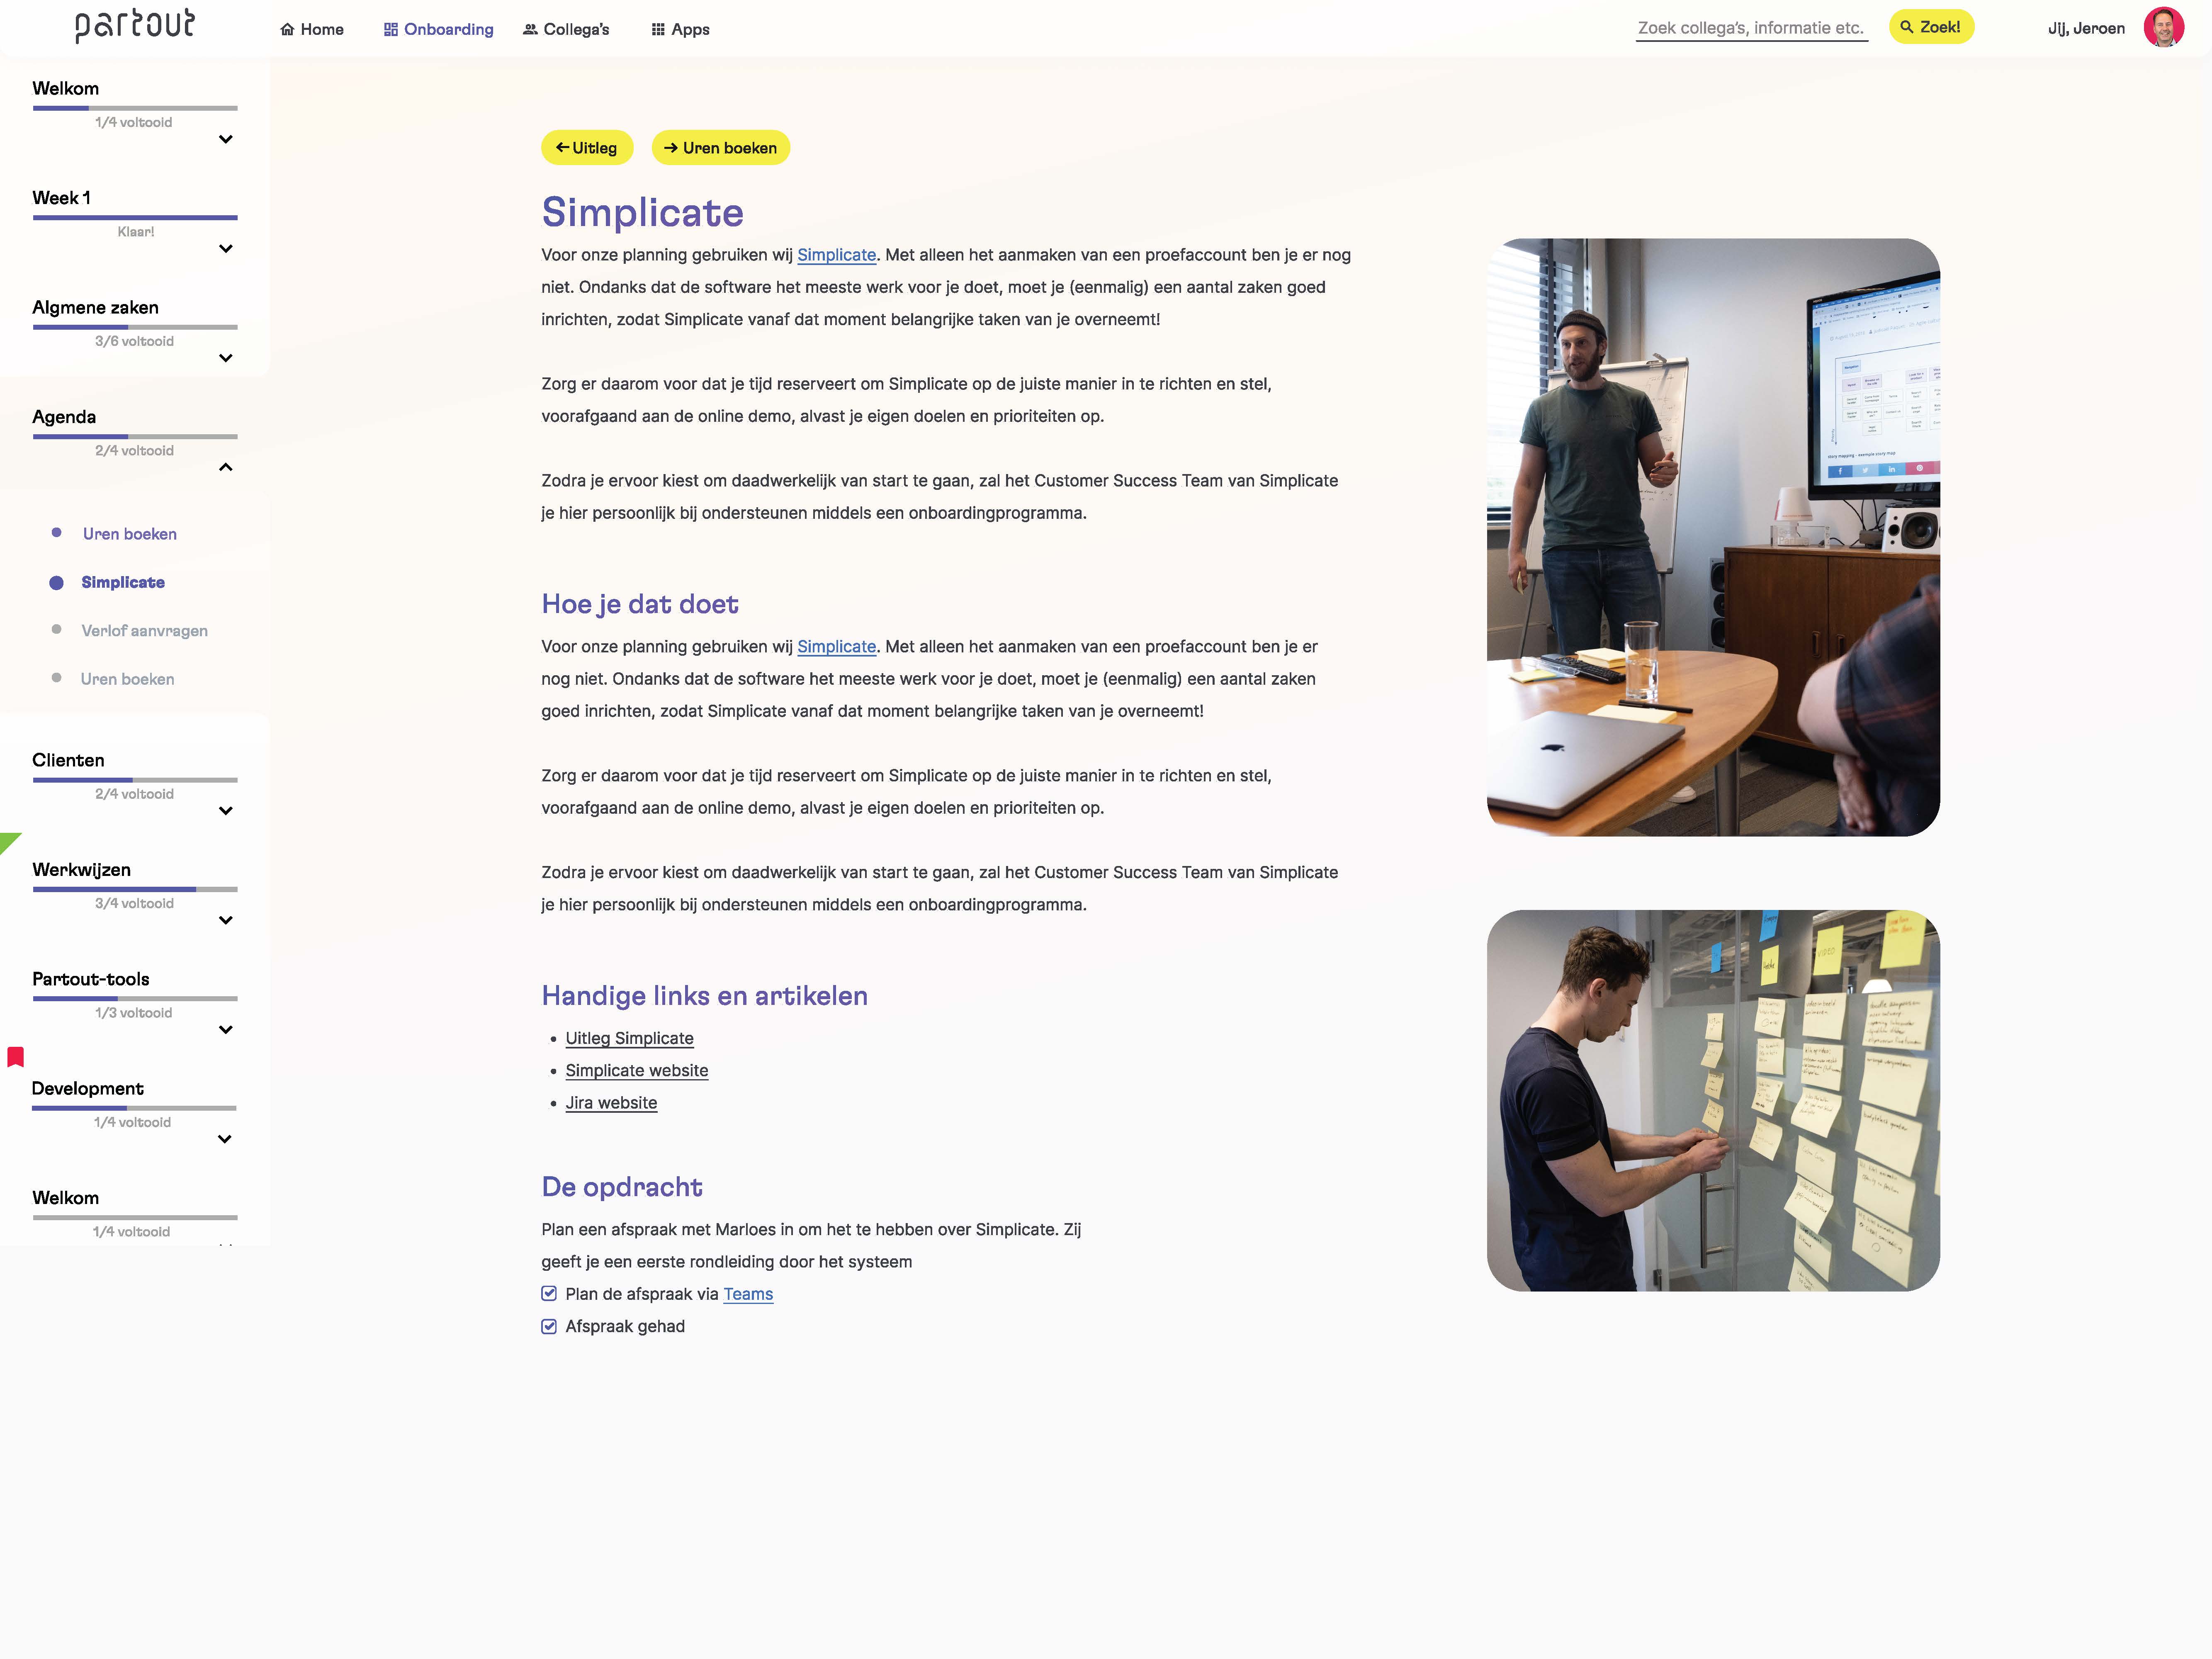 partout
Home
Onboarding
Collega's
Apps
Zoek collega's, informatie etc.
Zoek!
Jij, Jeroen
Welkom
1/4 voltooid
Week 1
Klaar!
Algmene zaken
3/6 voltooid
Agenda
2/4 voltooid
Uren boeken
Simplicate
Verlof aanvragen
Uren boeken
Clienten
2/4 voltooid
Werkwijzen
3/4 voltooid
Partout-tools
1/3 voltooid
Development
1/4 voltooid
Welkom
1/4 voltooid
Uitleg
Uren boeken
Simplicate
Voor onze planning gebruiken wij Simplicate. Met alleen het aanmaken van een proefaccount ben je er nog
niet. Ondanks dat de software het meeste werk voor je doet, moet je (eenmalig) een aantal zaken goed
inrichten, zodat Simplicate vanaf dat moment belangrijke taken van je overneemt!
Zorg er daarom voor dat je tijd reserveert om Simplicate op de juiste manier in te richten en stel,
voorafgaand aan de online demo, alvast je eigen doelen en prioriteiten op.
Zodra je ervoor kiest om daadwerkelijk van start te gaan, zal het Customer Success Team van Simplicate
je hier persoonlijk bij ondersteunen middels een onboardingprogramma.
Hoe je dat doet
Voor onze planning gebruiken wij Simplicate. Met alleen het aanmaken van een proefaccount ben je er
nog niet. Ondanks dat de software het meeste werk voor je doet, moet je (eenmalig) een aantal zaken
goed inrichten, zodat Simplicate vanaf dat moment belangrijke taken van je overneemt!
Zorg er daarom voor dat je tijd reserveert om Simplicate op de juiste manier in te richten en stel,
voorafgaand aan de online demo, alvast je eigen doelen en prioriteiten op.
Zodra je ervoor kiest om daadwerkelijk van start te gaan, zal het Customer Success Team van Simplicate
je hier persoonlijk bij ondersteunen middels een onboardingprogramma.
Handige links en artikelen
Uitleg Simplicate
Simplicate website
Jira website
De opdracht
Plan een afspraak met Marloes in om het te hebben over Simplicate. Zij
geeft je een eerste rondleiding door het systeem
Plan de afspraak via Teams
Afspraak gehad